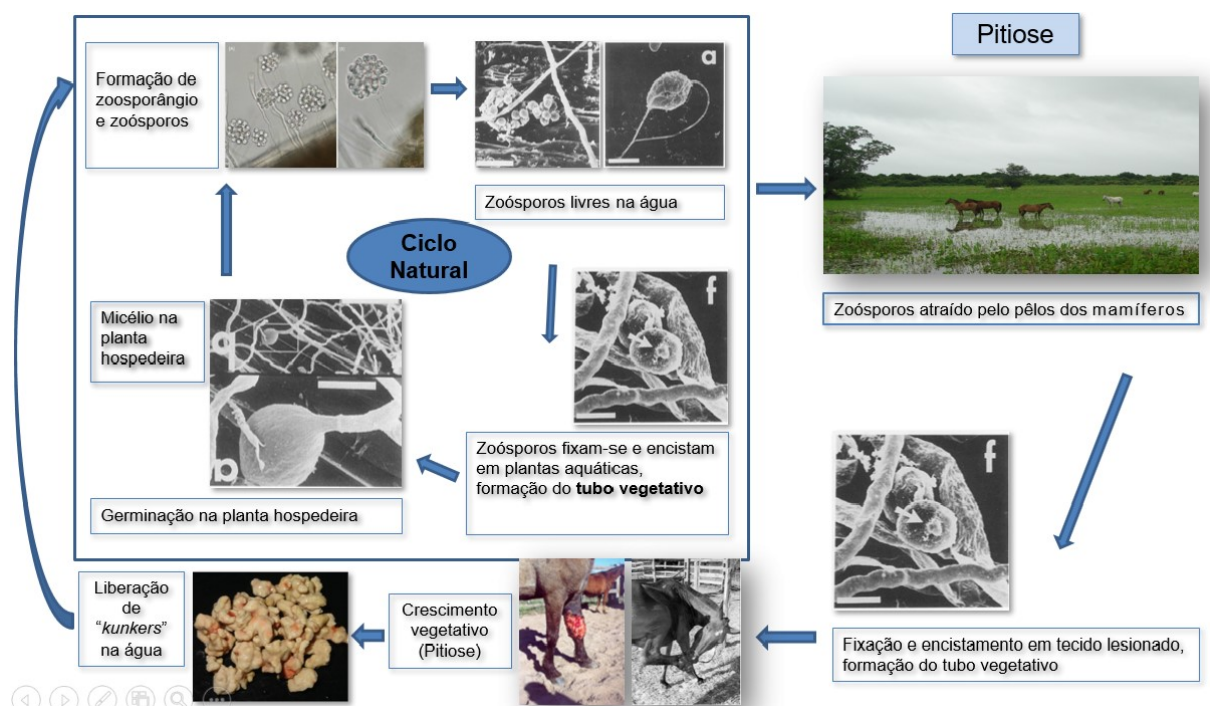 Pitiose
Formação de
zoosporângio
e zoósporos
a
Zoósporos livres na água
Ciclo
Natural
f
Zoósporos atraído pelo pêlos dos mamíferos
Micélio na
planta
hospedeira
b
Zoósporos fixam-se e encistam
em plantas aquáticas,
formação do tubo vegetativo
Germinação na planta hospedeira
f
Fixação e encistamento em tecido lesionado,
formação do tubo vegetativo
Crescimento
vegetativo
(Pitiose)
Liberação
de
“kunkers”
na água